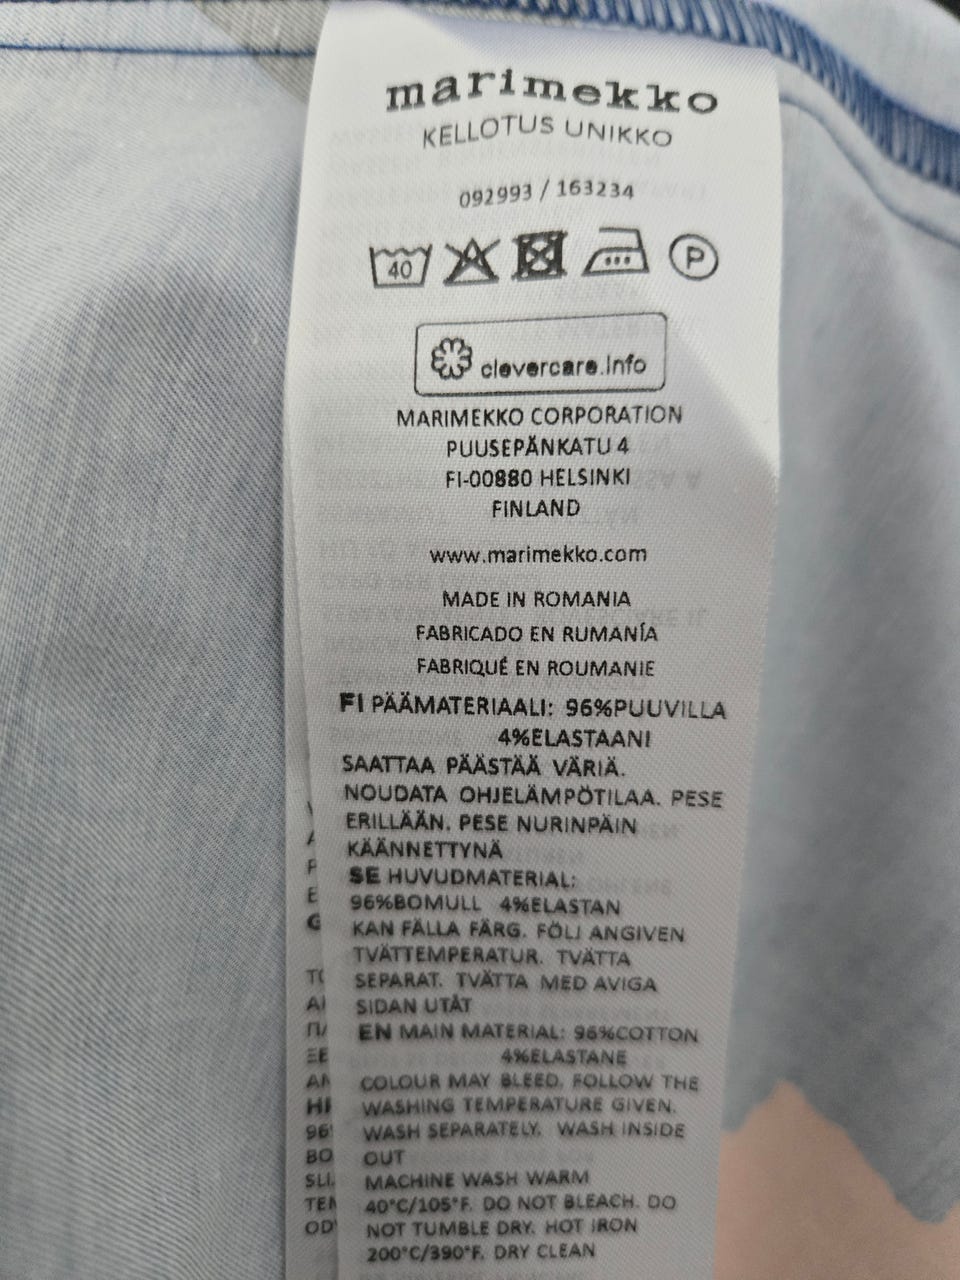 marimekko
KELLOTUS UNIKKO
092993 / 163234
40 P
clevercare.info
MARIMEKKO CORPORATION
PUUSEPÄNKATU 4
FI-00880 HELSINKI
FINLAND
www.marimekko.com
MADE IN ROMANIA
FABRICADO EN RUMANÍA
FABRIQUÉ EN ROUMANIE
FI PÄÄMATERIAALI: 96%PUUVILLA
4%ELASTAANI
SAATTAA PÄÄSTÄÄ VÄRIÄ.
NOUDATA OHJELÄMPÖTILAA. PESE
ERILLÄÄN. PESE NURINPÄIN
KÄÄNNETTYNÄ
SE HUVUDMATERIAL:
96%BOMULL 4%ELASTAN
KAN FÄLLA FÄRG. FÖLJ ANGIVEN
TVÄTTEMPERATUR. TVÄTTA
SEPARAT. TVÄTTA MED AVIGA
SIDAN UTÅT
EN MAIN MATERIAL: 96%COTTON
4%ELASTANE
COLOUR MAY BLEED. FOLLOW THE
WASHING TEMPERATURE GIVEN.
WASH SEPARATELY. WASH INSIDE
OUT
MACHINE WASH WARM
40°C/105°F. DO NOT BLEACH. DO
NOT TUMBLE DRY. HOT IRON
200°C/390°F. DRY CLEAN